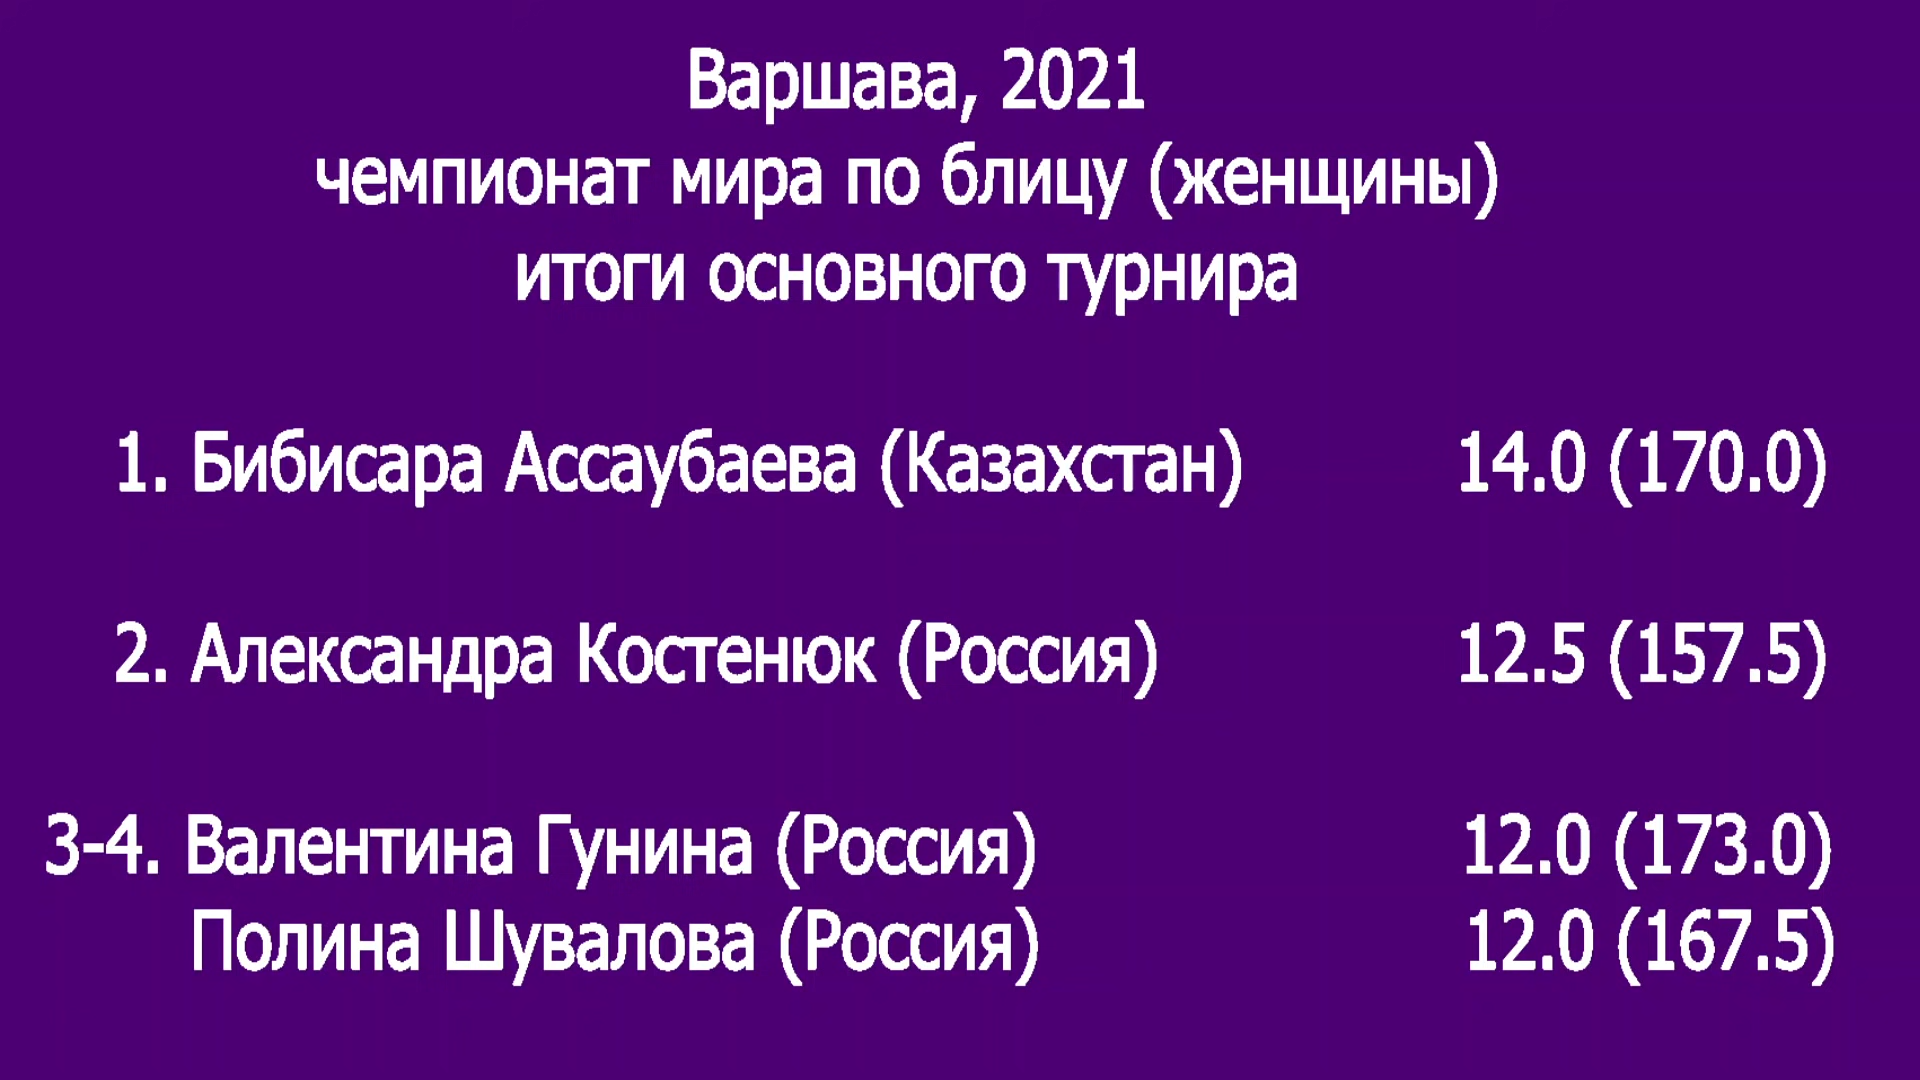 Варшава, 2021
чемпионат мира по блицу (женщины)
итоги основного турнира
1. Бибисара Ассаубаева (Казахстан) 14.0 (170.0)
2. Александра Костенюк (Россия) 12.5 (157.5)
3-4. Валентина Гунина (Россия) 12.0 (173.0)
Полина Шувалова (Россия) 12.0 (167.5)